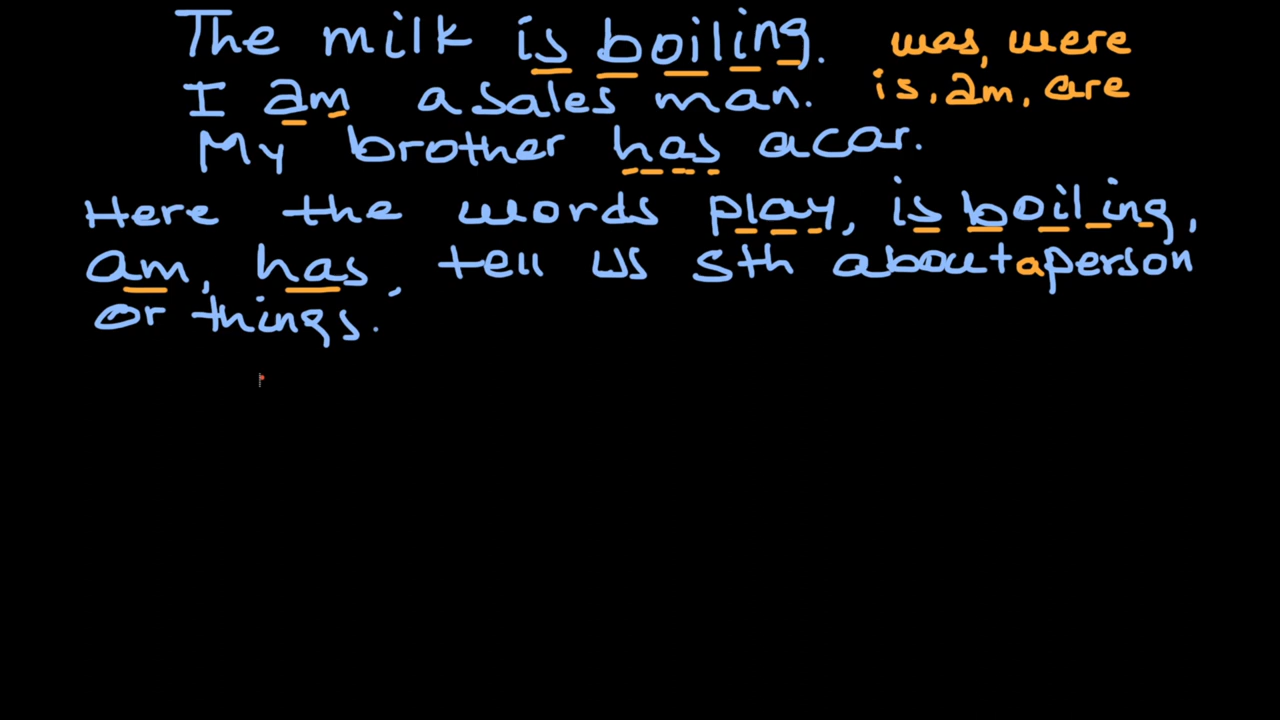 The milk is boiling. was, were
I am a sales man. is, am, are
My brother has a car.
Here the words play, is boiling,
am, has, tell us sth about a person
or things.